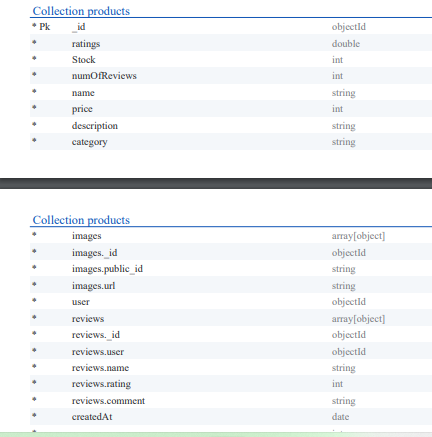 Collection products
* Pk _id objectId
* ratings double
* Stock int
* numOfReviews int
* name string
* price int
* description string
* category string
Collection products
* images array[object]
* images._id objectId
* images.public_id string
* images.url string
* user objectId
* reviews array[object]
* reviews._id objectId
* reviews.user objectId
* reviews.name string
* reviews.rating int
* reviews.comment string
* createdAt date